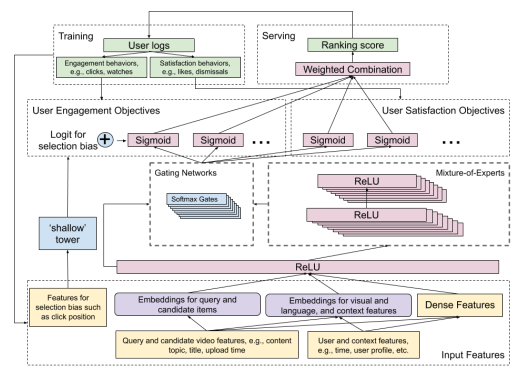 Training
Serving
User logs
Ranking score
Engagement behaviors,
e.g., clicks, watches
Satisfaction behaviors,
e.g., likes, dismissals
Weighted Combination
User Engagement Objectives
User Satisfaction Objectives
Logit for
selection bias
+
Sigmoid
Sigmoid
...
Sigmoid
Sigmoid
...
Gating Networks
Mixture-of-Experts
Softmax Gates
ReLU
ReLU
'shallow'
tower
ReLU
Features for
selection bias such
as click position
Embeddings for query and
candidate items
Embeddings for visual and
language, and context features
Dense Features
Query and candidate video features, e.g., content
topic, title, upload time
User and context features,
e.g., time, user profile, etc.
Input Features